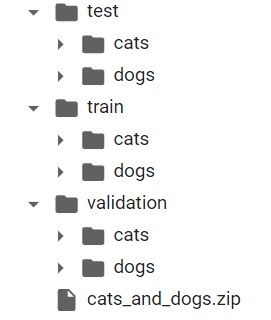 test
cats
dogs
train
cats
dogs
validation
cats
dogs
cats_and_dogs.zip